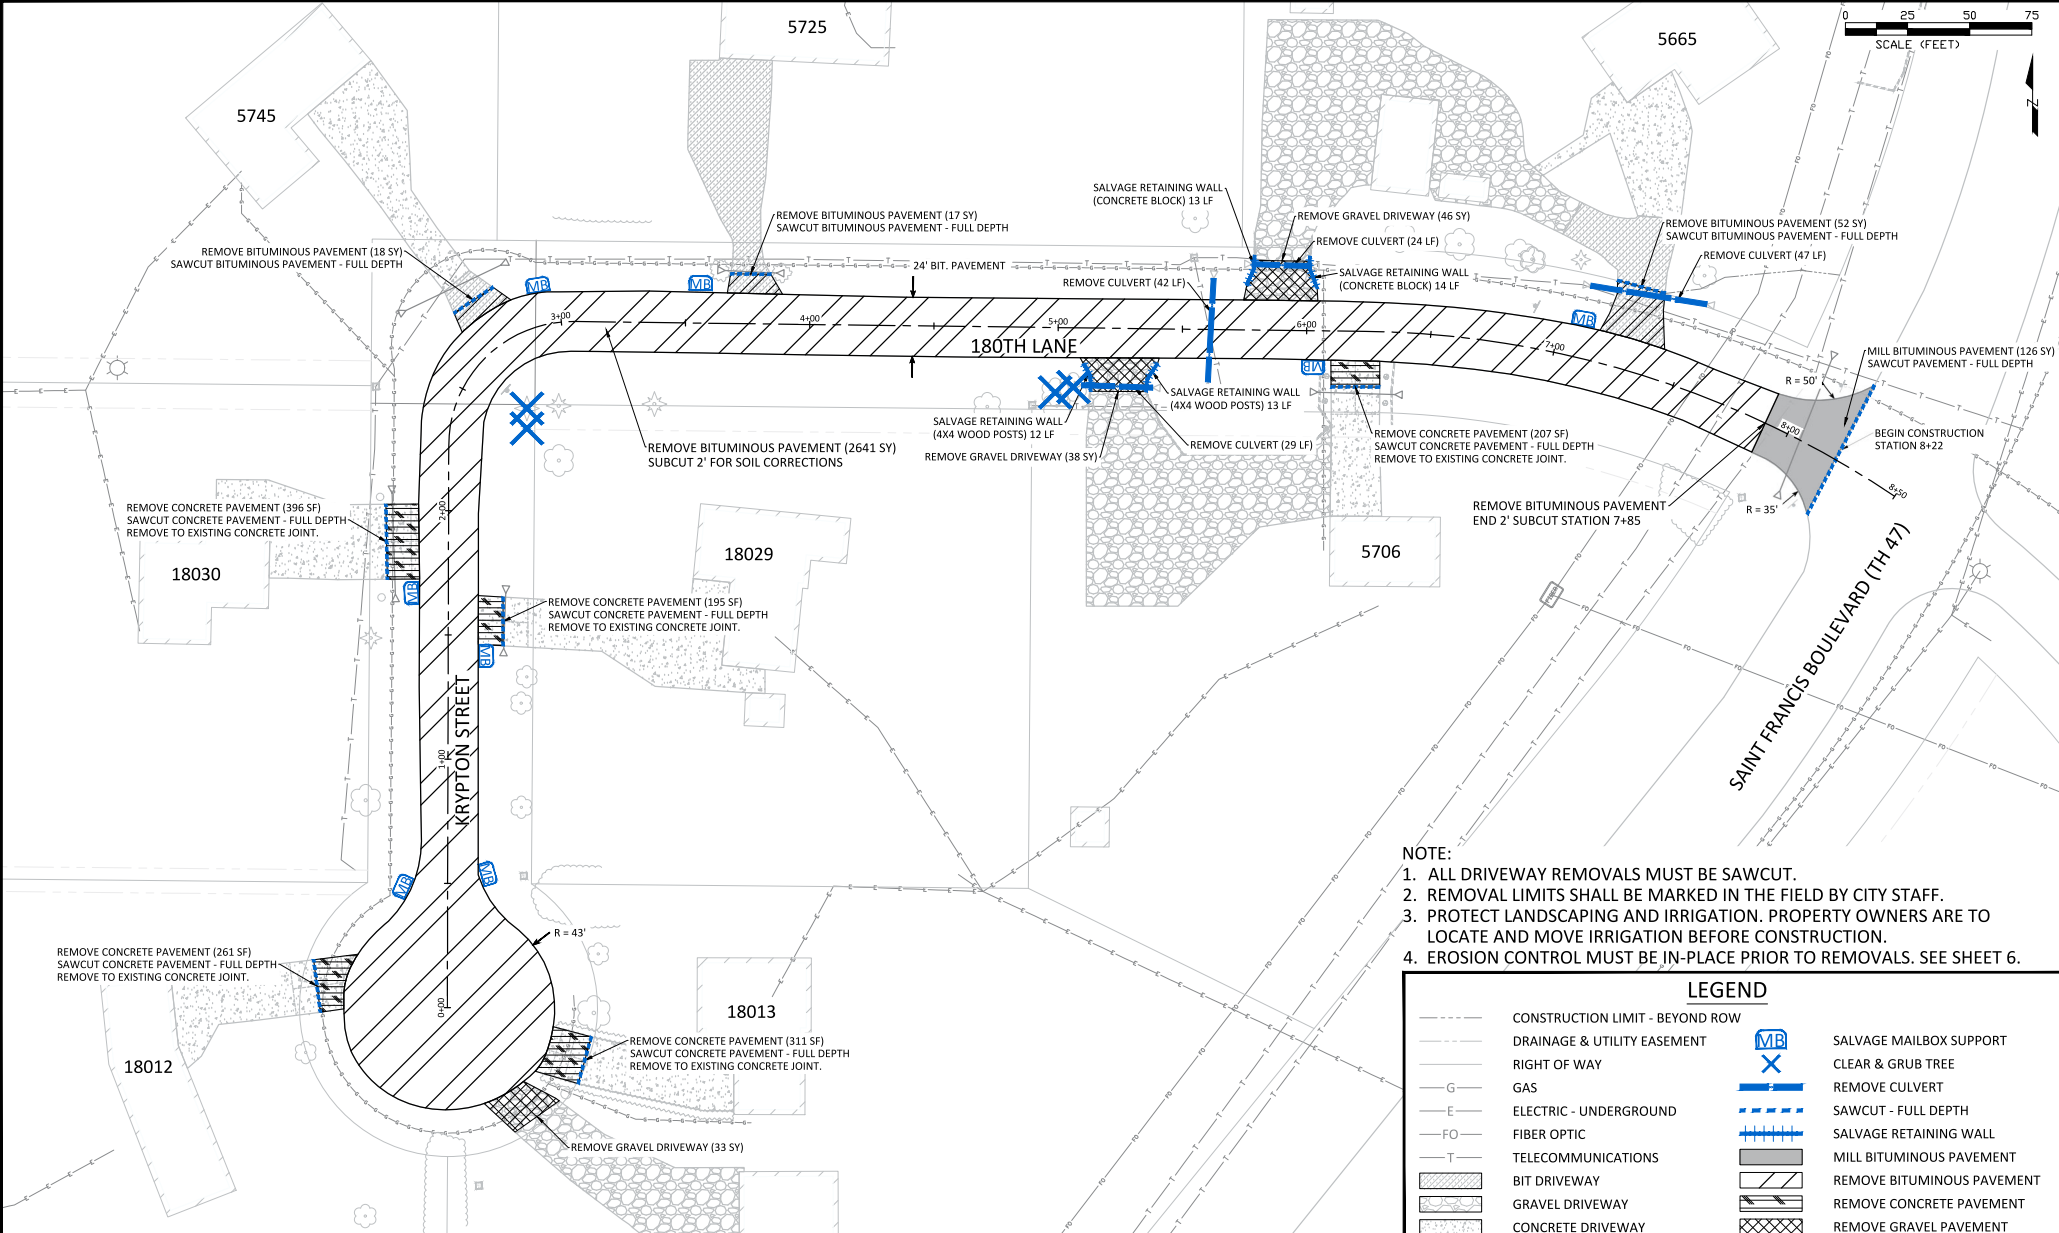 5725
5665
0 25 50 75
SCALE (FEET)
N
5745
SALVAGE RETAINING WALL
(CONCRETE BLOCK) 13 LF
REMOVE BITUMINOUS PAVEMENT (17 SY)
SAWCUT BITUMINOUS PAVEMENT - FULL DEPTH
REMOVE GRAVEL DRIVEWAY (46 SY)
REMOVE CULVERT (24 LF)
REMOVE BITUMINOUS PAVEMENT (52 SY)
SAWCUT BITUMINOUS PAVEMENT - FULL DEPTH
REMOVE CULVERT (47 LF)
REMOVE BITUMINOUS PAVEMENT (18 SY)
SAWCUT BITUMINOUS PAVEMENT - FULL DEPTH
24' BIT. PAVEMENT
SALVAGE RETAINING WALL
(CONCRETE BLOCK) 14 LF
REMOVE CULVERT (42 LF)
MB
MB
MB
3+00
4+00
5+00
6+00
7+00
180TH LANE
MB
MILL BITUMINOUS PAVEMENT (126 SY)
SAWCUT PAVEMENT - FULL DEPTH
R = 50'
SALVAGE RETAINING WALL
(4X4 WOOD POSTS) 13 LF
SALVAGE RETAINING WALL
(4X4 WOOD POSTS) 12 LF
REMOVE CULVERT (29 LF)
REMOVE GRAVEL DRIVEWAY (38 SY)
REMOVE BITUMINOUS PAVEMENT (2641 SY)
SUBCUT 2' FOR SOIL CORRECTIONS
REMOVE CONCRETE PAVEMENT (207 SF)
SAWCUT CONCRETE PAVEMENT - FULL DEPTH
REMOVE TO EXISTING CONCRETE JOINT.
8+00
BEGIN CONSTRUCTION
STATION 8+22
8+50
REMOVE BITUMINOUS PAVEMENT
END 2' SUBCUT STATION 7+85
R = 35'
REMOVE CONCRETE PAVEMENT (396 SF)
SAWCUT CONCRETE PAVEMENT - FULL DEPTH
REMOVE TO EXISTING CONCRETE JOINT.
2+00
18030
18029
5706
MB
REMOVE CONCRETE PAVEMENT (195 SF)
SAWCUT CONCRETE PAVEMENT - FULL DEPTH
REMOVE TO EXISTING CONCRETE JOINT.
MB
SAINT FRANCIS BOULEVARD (TH 47)
KRYPTON STREET
1+00
MB
MB
R = 43'
REMOVE CONCRETE PAVEMENT (261 SF)
SAWCUT CONCRETE PAVEMENT - FULL DEPTH
REMOVE TO EXISTING CONCRETE JOINT.
0+00
18013
18012
REMOVE CONCRETE PAVEMENT (311 SF)
SAWCUT CONCRETE PAVEMENT - FULL DEPTH
REMOVE TO EXISTING CONCRETE JOINT.
REMOVE GRAVEL DRIVEWAY (33 SY)
NOTE:
1. ALL DRIVEWAY REMOVALS MUST BE SAWCUT.
2. REMOVAL LIMITS SHALL BE MARKED IN THE FIELD BY CITY STAFF.
3. PROTECT LANDSCAPING AND IRRIGATION. PROPERTY OWNERS ARE TO
LOCATE AND MOVE IRRIGATION BEFORE CONSTRUCTION.
4. EROSION CONTROL MUST BE IN-PLACE PRIOR TO REMOVALS. SEE SHEET 6.
LEGEND
CONSTRUCTION LIMIT - BEYOND ROW
DRAINAGE & UTILITY EASEMENT
RIGHT OF WAY
G GAS
E ELECTRIC - UNDERGROUND
FO FIBER OPTIC
T TELECOMMUNICATIONS
BIT DRIVEWAY
GRAVEL DRIVEWAY
CONCRETE DRIVEWAY
MB SALVAGE MAILBOX SUPPORT
CLEAR & GRUB TREE
REMOVE CULVERT
SAWCUT - FULL DEPTH
SALVAGE RETAINING WALL
MILL BITUMINOUS PAVEMENT
REMOVE BITUMINOUS PAVEMENT
REMOVE CONCRETE PAVEMENT
REMOVE GRAVEL PAVEMENT